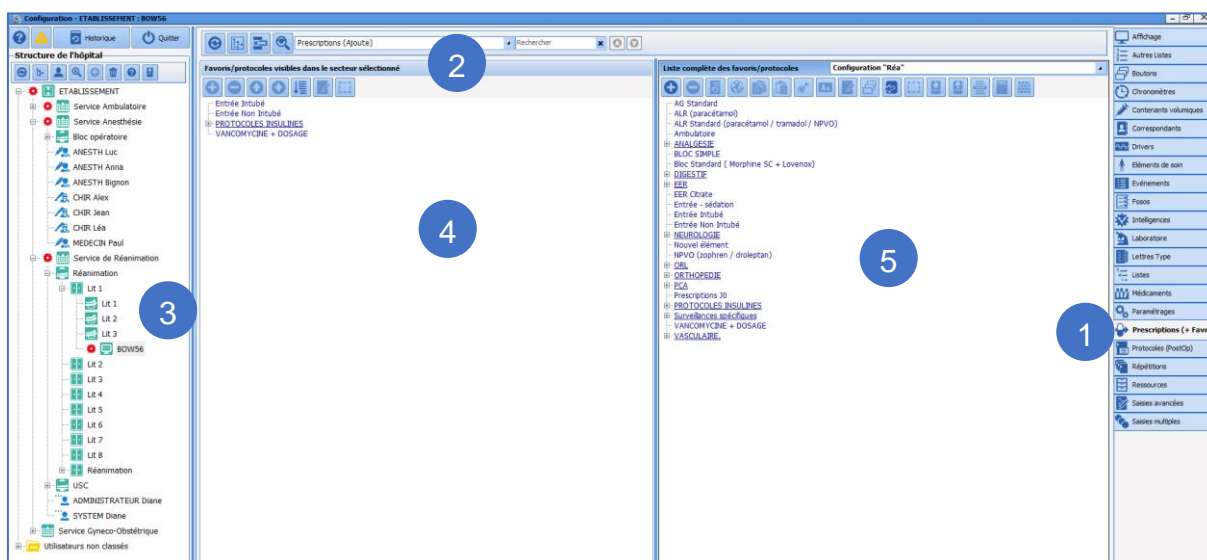 Configuration - ETABLISSEMENT : BOW56
Historique
Quitter
Structure de l'hôpital
ETABLISSEMENT
Service Ambulatoire
Service Anesthésie
Bloc opératoire
ANESTH Luc
ANESTH Anna
ANESTH Bignon
CHIR Alex
CHIR Jean
CHIR Léa
MEDECIN Paul
Service de Réanimation
Réanimation
Lit 1
Lit 1
Lit 2
Lit 3
BOW56
Lit 2
Lit 3
Lit 4
Lit 5
Lit 6
Lit 7
Lit 8
Réanimation
USC
ADMINISTRATEUR Diane
SYSTEM Diane
Service Gyneco-Obstétrique
Utilisateurs non classés
3
Prescriptions (Ajoute)
Rechercher
2
Favoris/protocoles visibles dans le secteur sélectionné
Entrée Intubé
Entrée Non Intubé
PROTOCOLES INSULINES
VANCOMYCINE + DOSAGE
4
Liste complète des favoris/protocoles
Configuration "Réa"
AG Standard
ALR (paracétamol)
ALR Standard (paracétamol / tramadol / NPVO)
Ambulatoire
ANALGESIE
BLOC SIMPLE
Bloc Standard ( Morphine SC + Lovenox)
DIGESTIF
EER
EER Citrate
Entrée - sédation
Entrée Intubé
Entrée Non Intubé
NEUROLOGIE
Nouvel élément
NPVO (zophren / droleptan)
ORL
ORTHOPEDIE
PCA
Prescriptions J0
PROTOCOLES INSULINES
Surveillances spécifiques
VANCOMYCINE + DOSAGE
VASCULAIRE.
5
1
Affichage
Autres Listes
Boutons
Chronomètres
Contenants volumiques
Correspondants
Drivers
Eléments de soin
Evénements
Fosos
Intelligences
Laboratoire
Lettres Type
Listes
Médicaments
Paramétrages
Prescriptions (+ Favo
Protocoles (PostOp)
Répétitions
Ressources
Saisies avancées
Saisies multiples